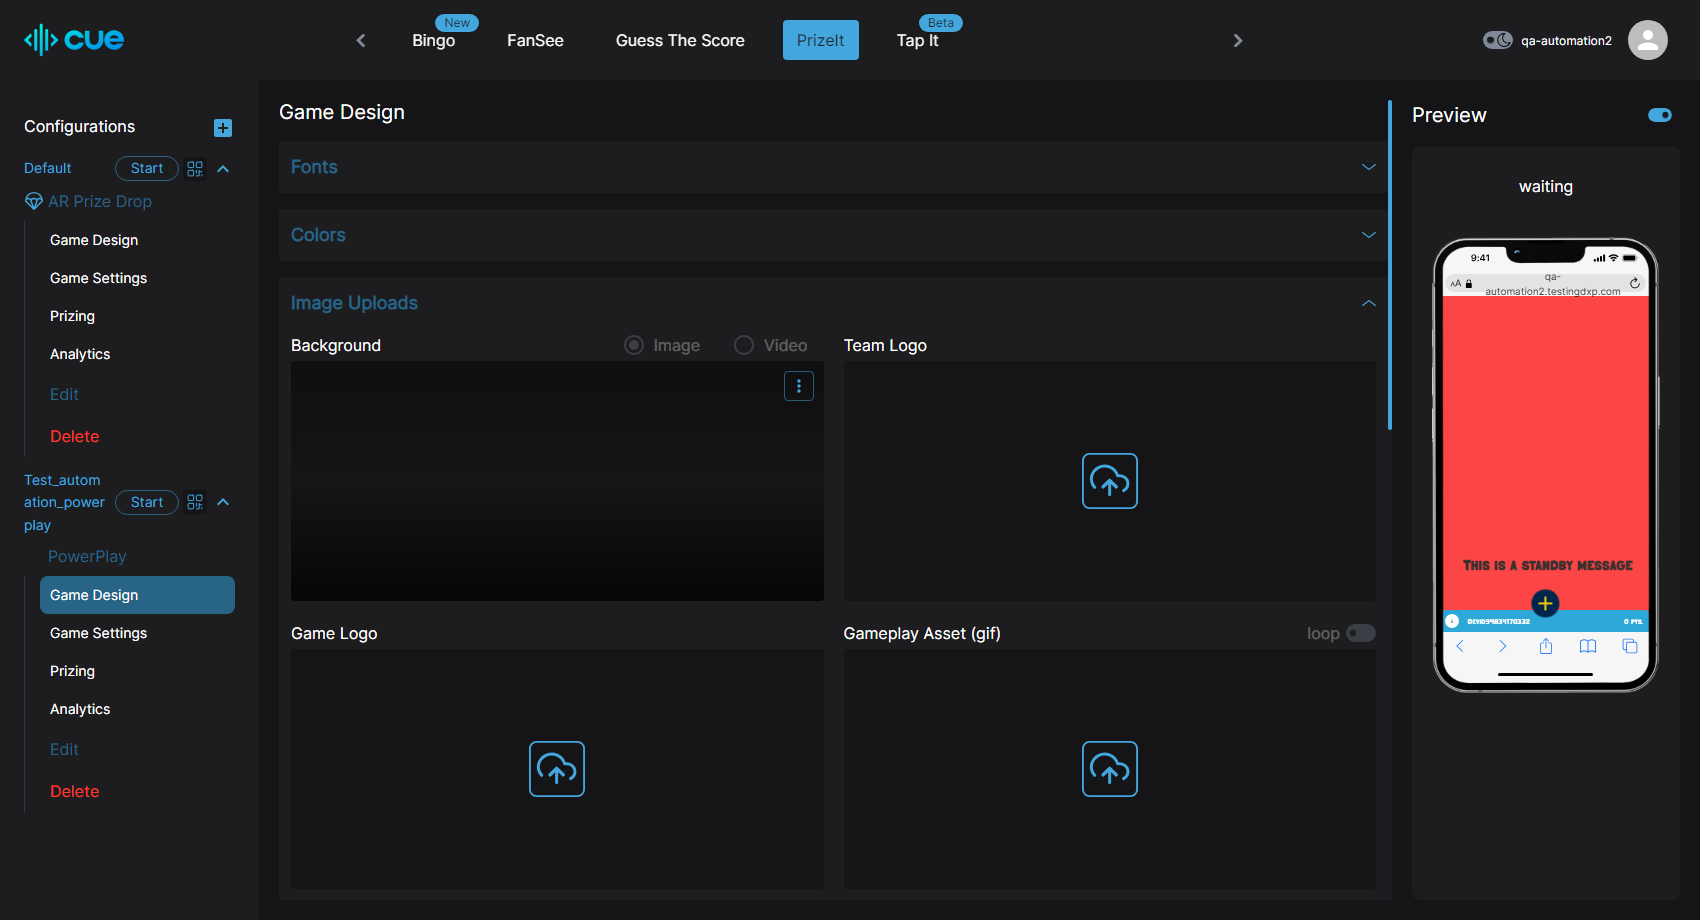 cue
New
Bingo
FanSee
Guess The Score
PrizeIt
Beta
Tap It
qa-automation2
Configurations
Default
Start
AR Prize Drop
Game Design
Game Settings
Prizing
Analytics
Edit
Delete
Test_autom
ation_power
play
Start
PowerPlay
Game Design
Game Settings
Prizing
Analytics
Edit
Delete
Game Design
Fonts
Colors
Image Uploads
Background
Image
Video
Team Logo
Game Logo
Gameplay Asset (gif)
loop
Preview
waiting
9:41
AA
qa-
automation2.testingdxp.com
This is a standby message
0 PTS.